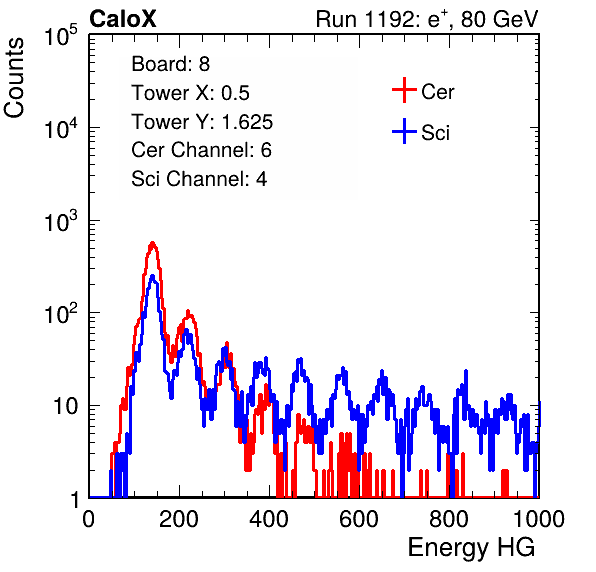 CaloX Run 1192: e⁺, 80 GeV
Counts
10⁵
10⁴
10³
10²
10
1
Board: 8
Tower X: 0.5
Tower Y: 1.625
Cer Channel: 6
Sci Channel: 4
Cer
Sci
0 200 400 600 800 1000
Energy HG